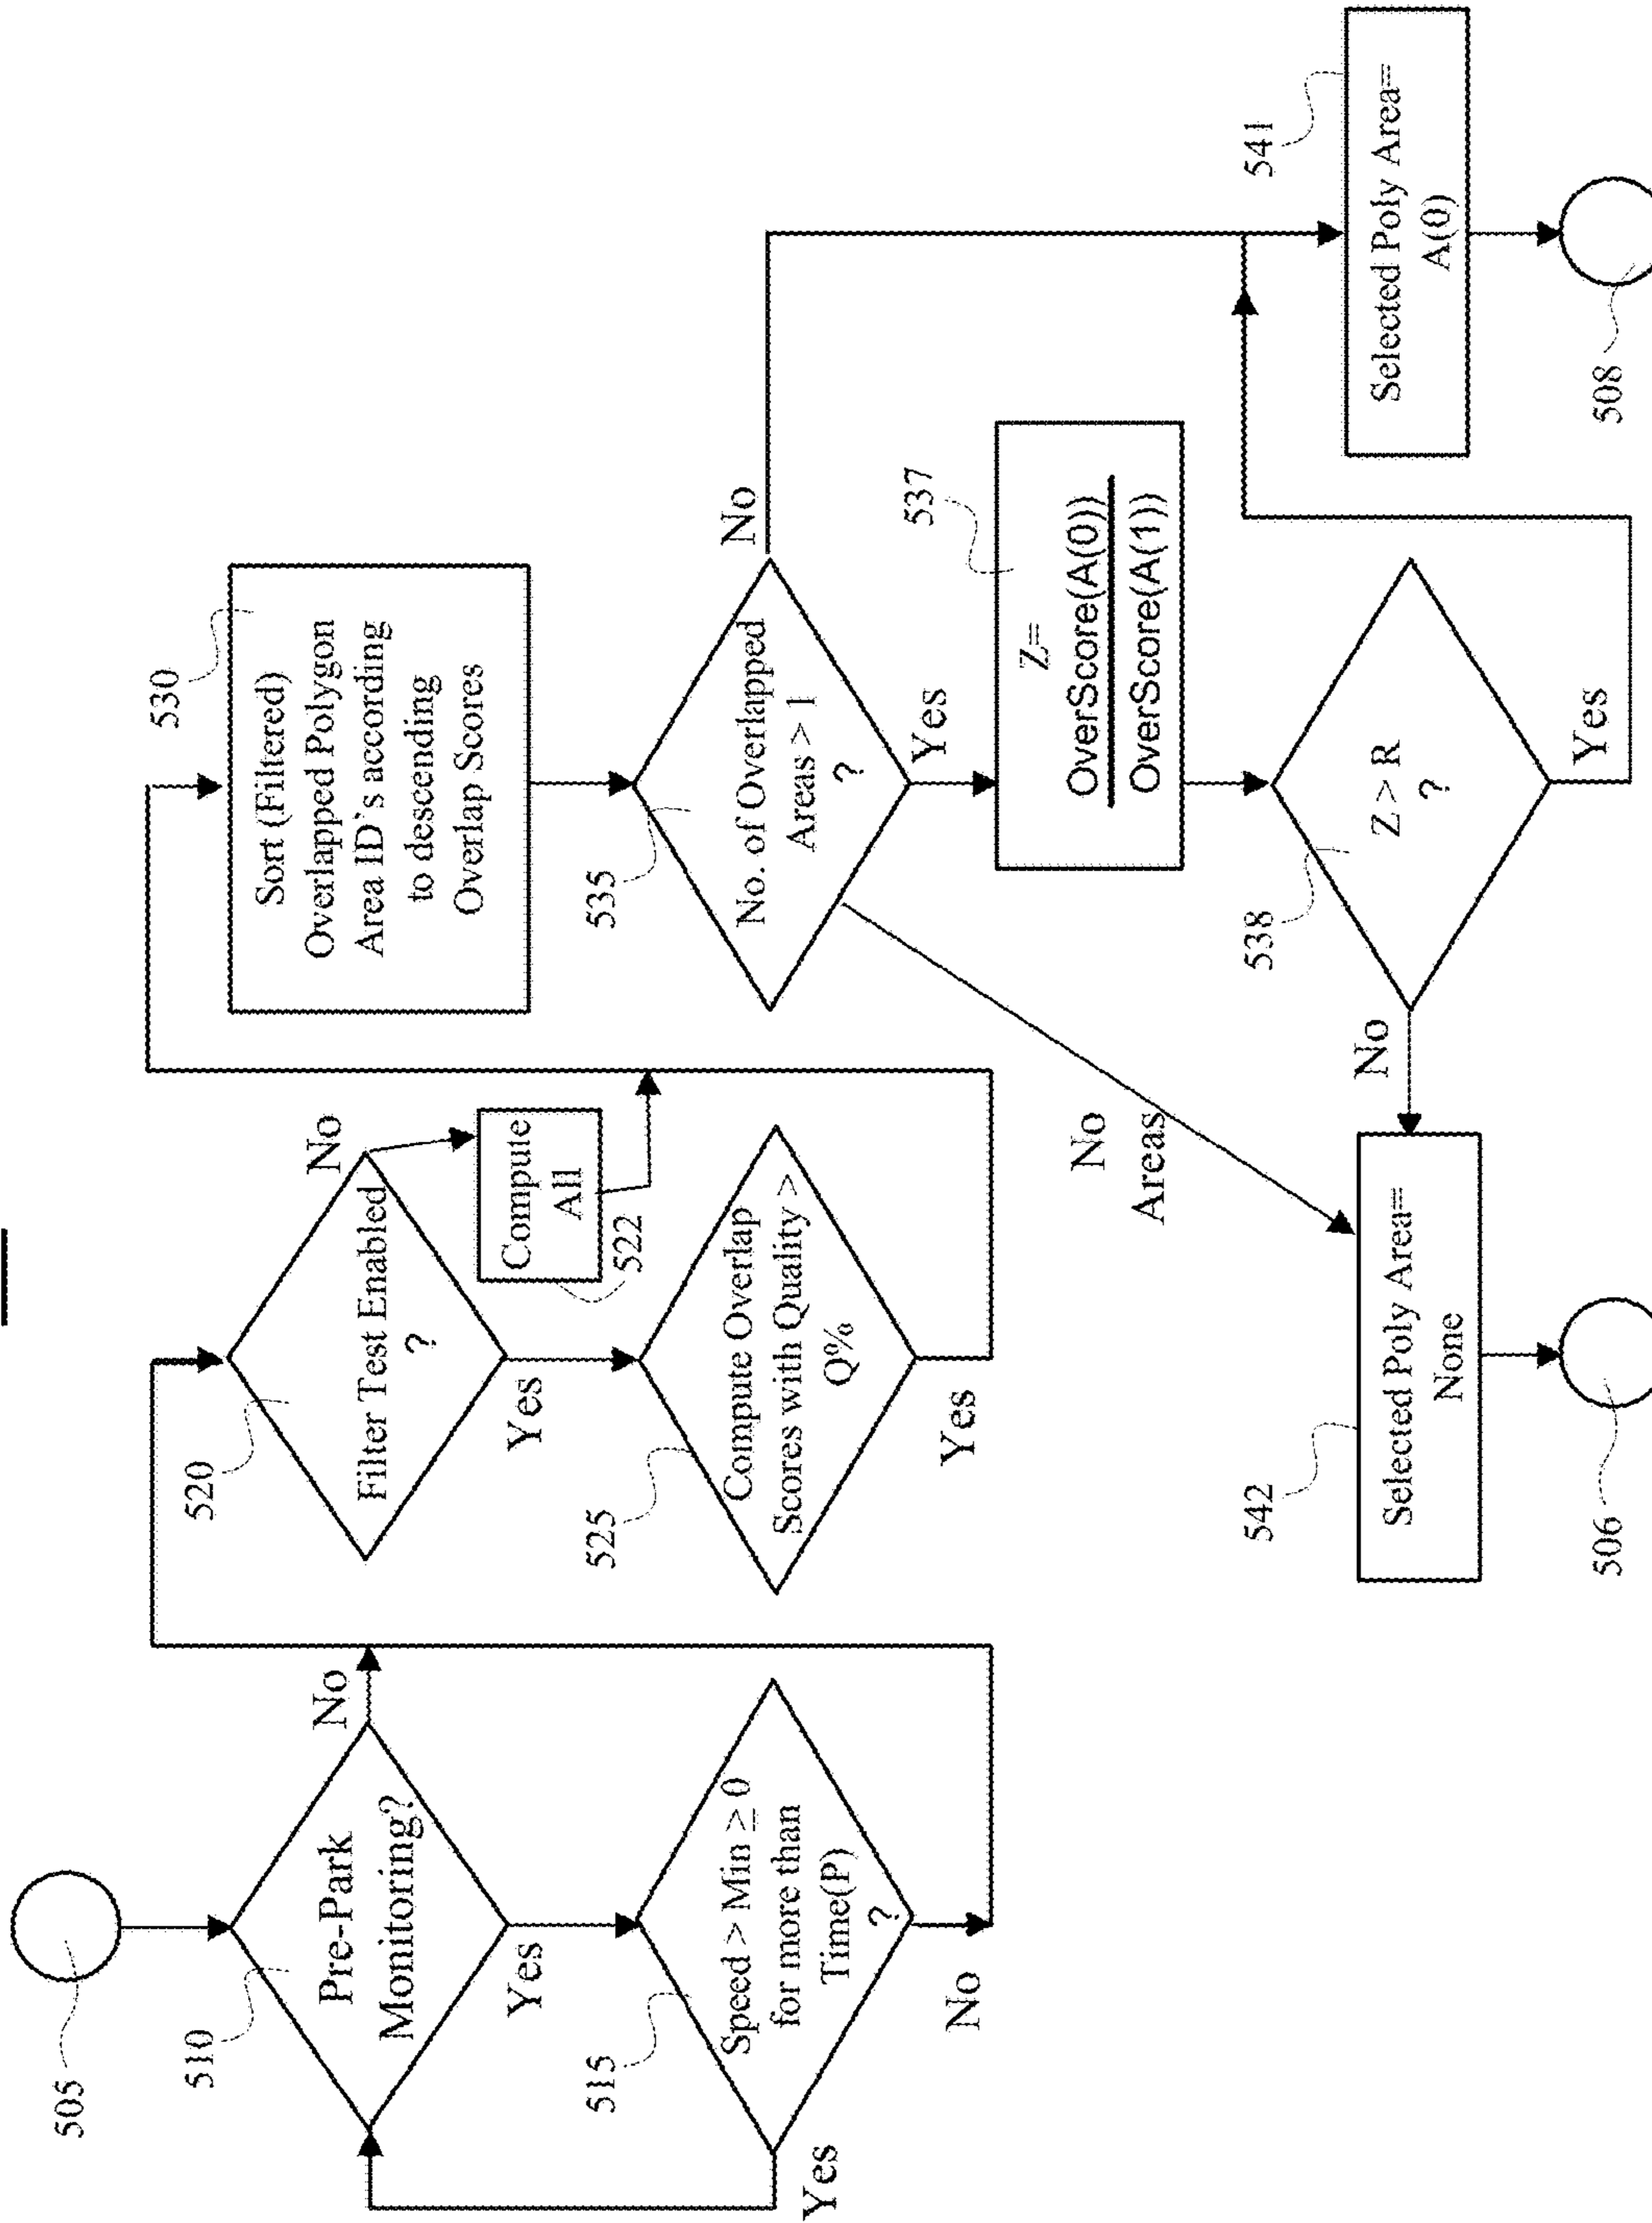 505
510
Pre-Park
Monitoring?
No
Yes
515
Speed > Min ≥ 0
for more than
Time(P)
?
Yes
No
520
Filter Test Enabled
?
No
Compute
All
522
Yes
525
Compute Overlap
Scores with Quality >
Q%
Yes
530
Sort (Filtered)
Overlapped Polygon
Area ID`s according
to descending
Overlap Scores
535
No. of Overlapped
Areas > 1
?
No
Yes
No
Areas
537
Z=
OverScore(A(0))
OverScore(A(1))
538
Z > R
?
No
Yes
542
Selected Poly Area=
None
506
541
Selected Poly Area=
A(0)
508